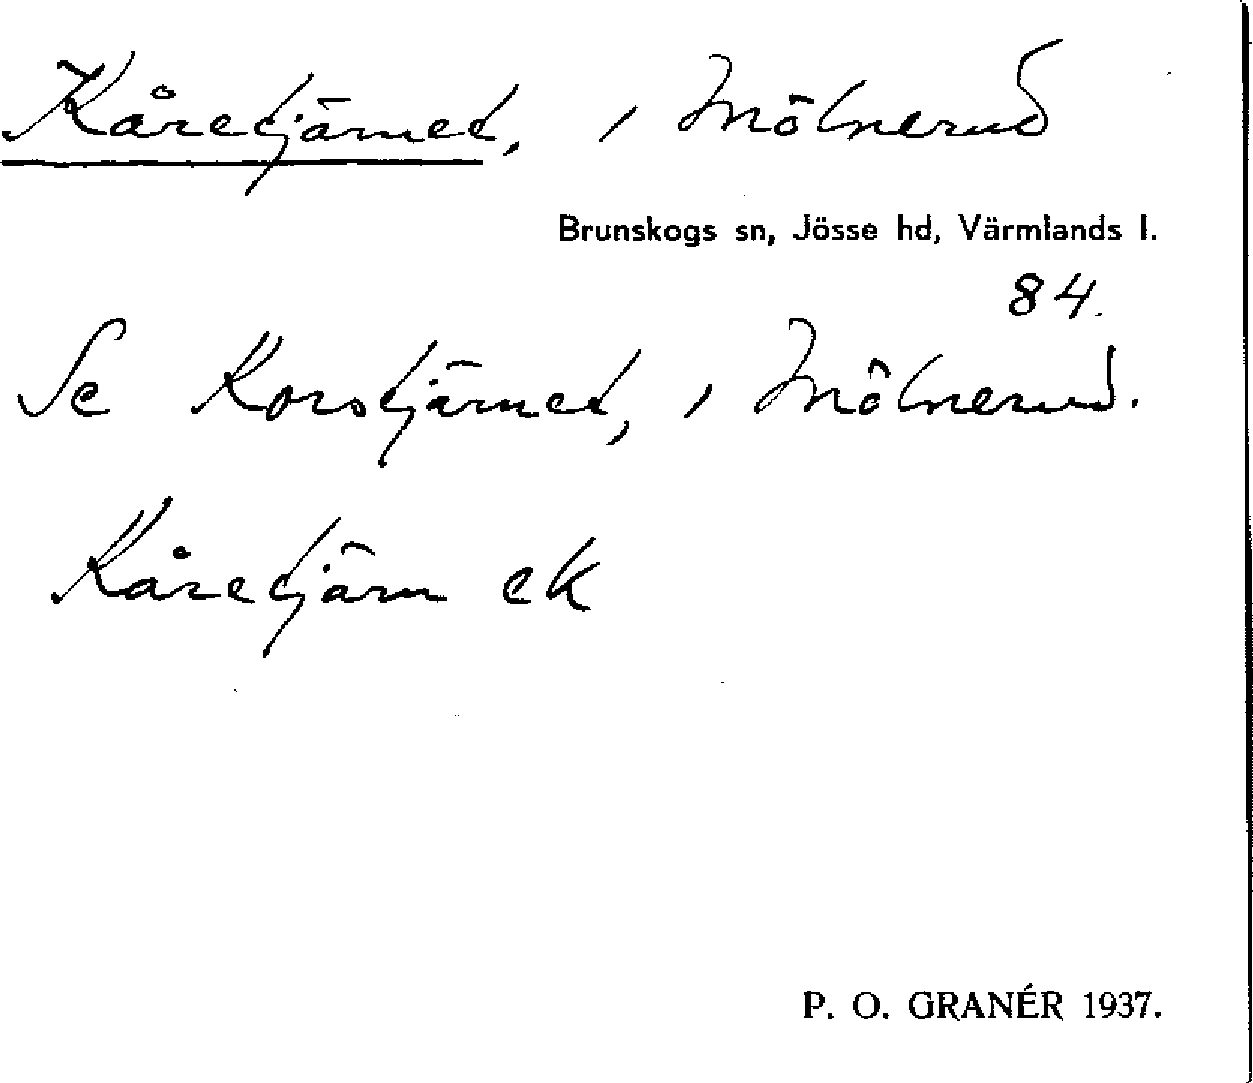 Kåretjärnet, i Mölnerud
Brunskogs sn, Jösse hd, Värmlands l.
84.
Se Korstjärnet, i Mölnerud.
Kåretjärn ek
P. O. GRANÉR 1937.